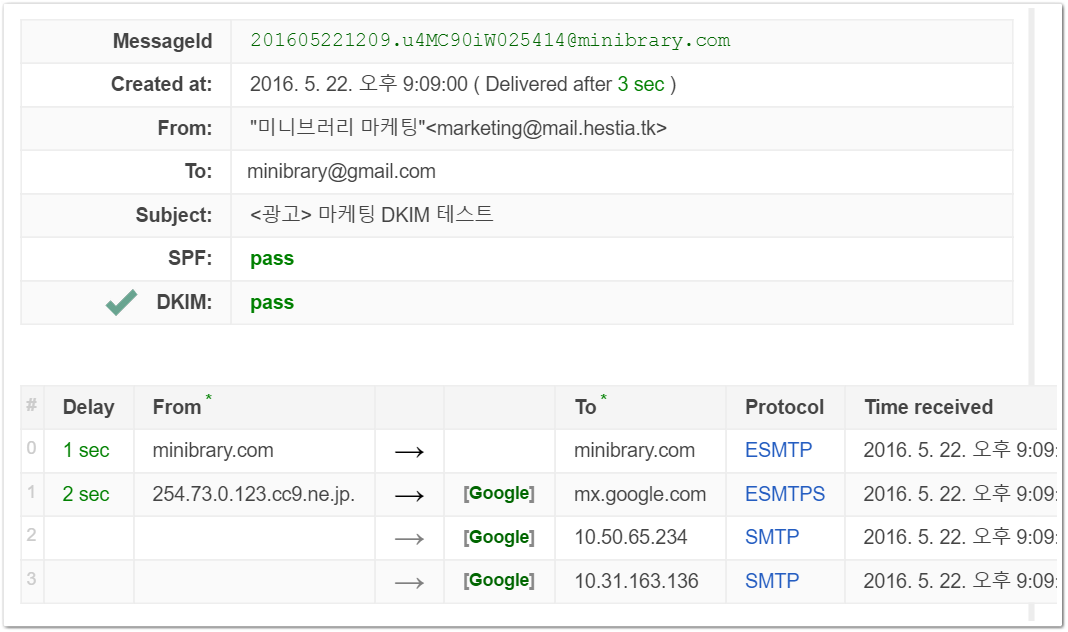 MessageId 201605221209.u4MC90iW025414@minibrary.com
Created at: 2016. 5. 22. 오후 9:09:00 ( Delivered after 3 sec )
From: "미니브러리 마케팅"<marketing@mail.hestia.tk>
To: minibrary@gmail.com
Subject: <광고> 마케팅 DKIM 테스트
SPF: pass
DKIM: pass
# Delay From * To * Protocol Time received
0 1 sec minibrary.com → minibrary.com ESMTP 2016. 5. 22. 오후 9:09:
1 2 sec 254.73.0.123.cc9.ne.jp. → [Google] mx.google.com ESMTPS 2016. 5. 22. 오후 9:09:
2 → [Google] 10.50.65.234 SMTP 2016. 5. 22. 오후 9:09:
3 → [Google] 10.31.163.136 SMTP 2016. 5. 22. 오후 9:09: